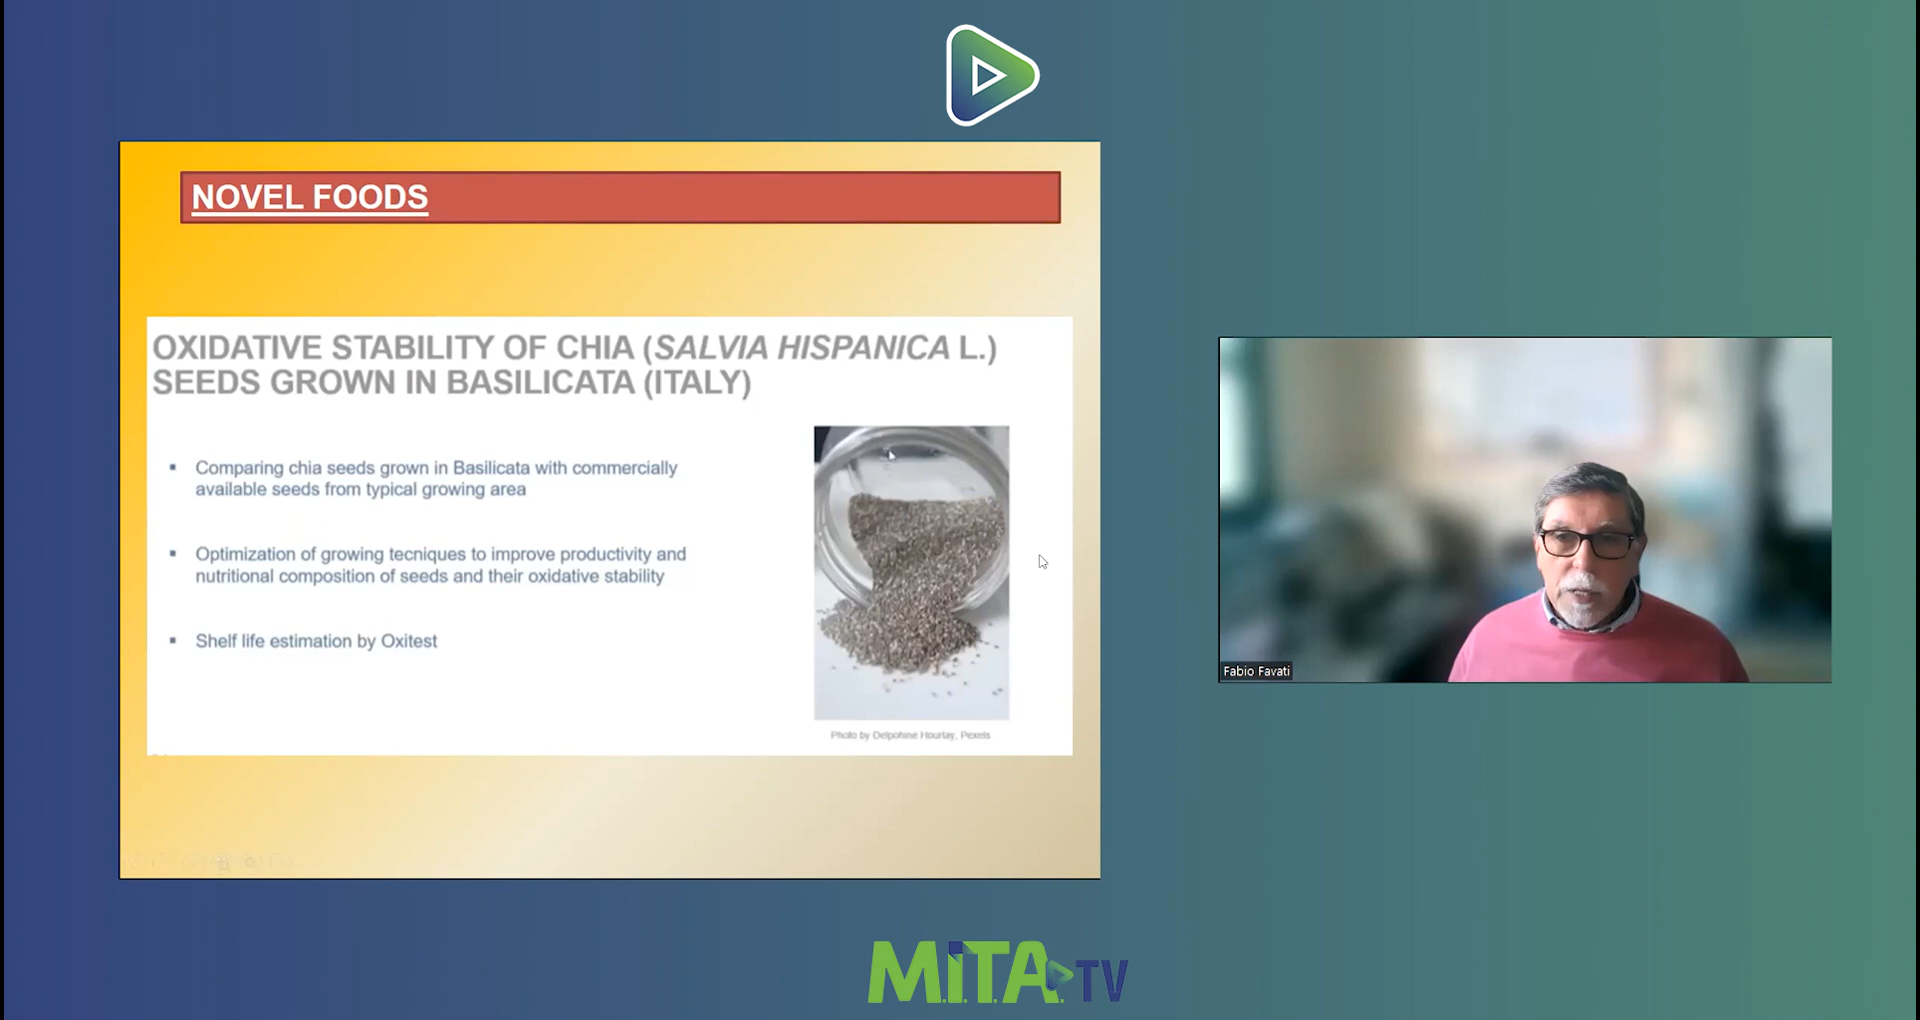 NOVEL FOODS
OXIDATIVE STABILITY OF CHIA (SALVIA HISPANICA L.)
SEEDS GROWN IN BASILICATA (ITALY)
▪ Comparing chia seeds grown in Basilicata with commercially
available seeds from typical growing area
▪ Optimization of growing tecniques to improve productivity and
nutritional composition of seeds and their oxidative stability
▪ Shelf life estimation by Oxitest
Photo by Delpohine Hourlay, Pexels
Fabio Favati
M.I.T.A. TV